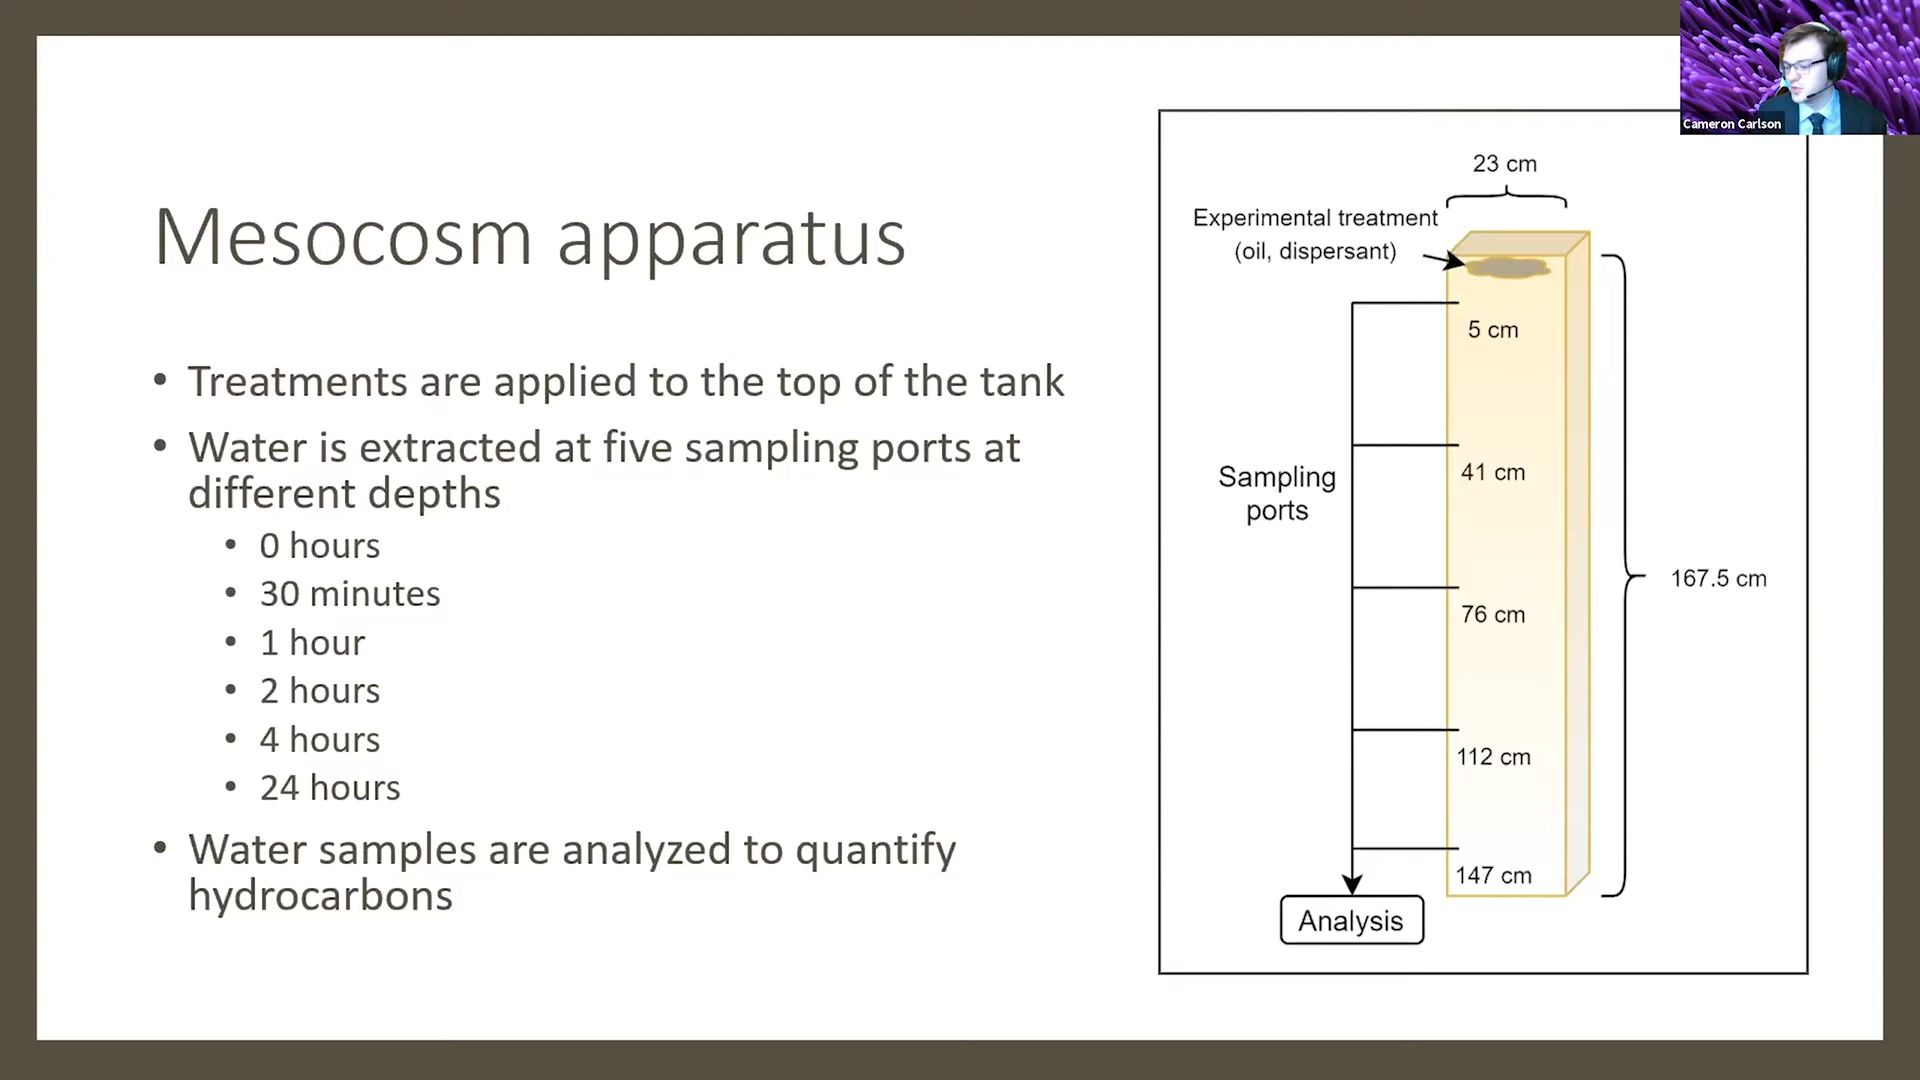 Cameron Carlson
Mesocosm apparatus
• Treatments are applied to the top of the tank
• Water is extracted at five sampling ports at
different depths
• 0 hours
• 30 minutes
• 1 hour
• 2 hours
• 4 hours
• 24 hours
• Water samples are analyzed to quantify
hydrocarbons
23 cm
Experimental treatment
(oil, dispersant)
5 cm
41 cm
Sampling
ports
76 cm
167.5 cm
112 cm
147 cm
Analysis